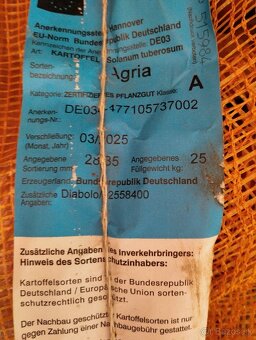 Anerkennungsstelle Hannover
EU-Norm Bundesrepublik Deutschland
Kennzeichen der Anerkennungsstelle: DE03
Art: KARTOFFEL Solanum tuberosum
Sorten-
bezeichnung: Agria
Kategorie: ZERTIFIZIERTES PFLANZGUT Klasse: A
Anerken-
nungs-Nr.: DE03 477105737002
Verschließung: 03/2025
(Monat, Jahr)
Angegebene 28/35 Angegebenes 25
Sortierung mm: Füllgewicht kg:
Erzeugerland: Bundesrepublik Deutschland
Zusätzliche Diabolo/ 2558400
Angaben:
Zusätzliche Angaben des Inverkehrbringers:
Hinweis des Sortenschutzinhabers:
Kartoffelsorten sind in der Bundesrepublik
Deutschland / Europäische Union sorten-
schutzrechtlich geschützt.
Der Nachbau geschützter Kartoffelsorten ist nur
gegen Zahlung einer Nachbaugebühr gestattet.